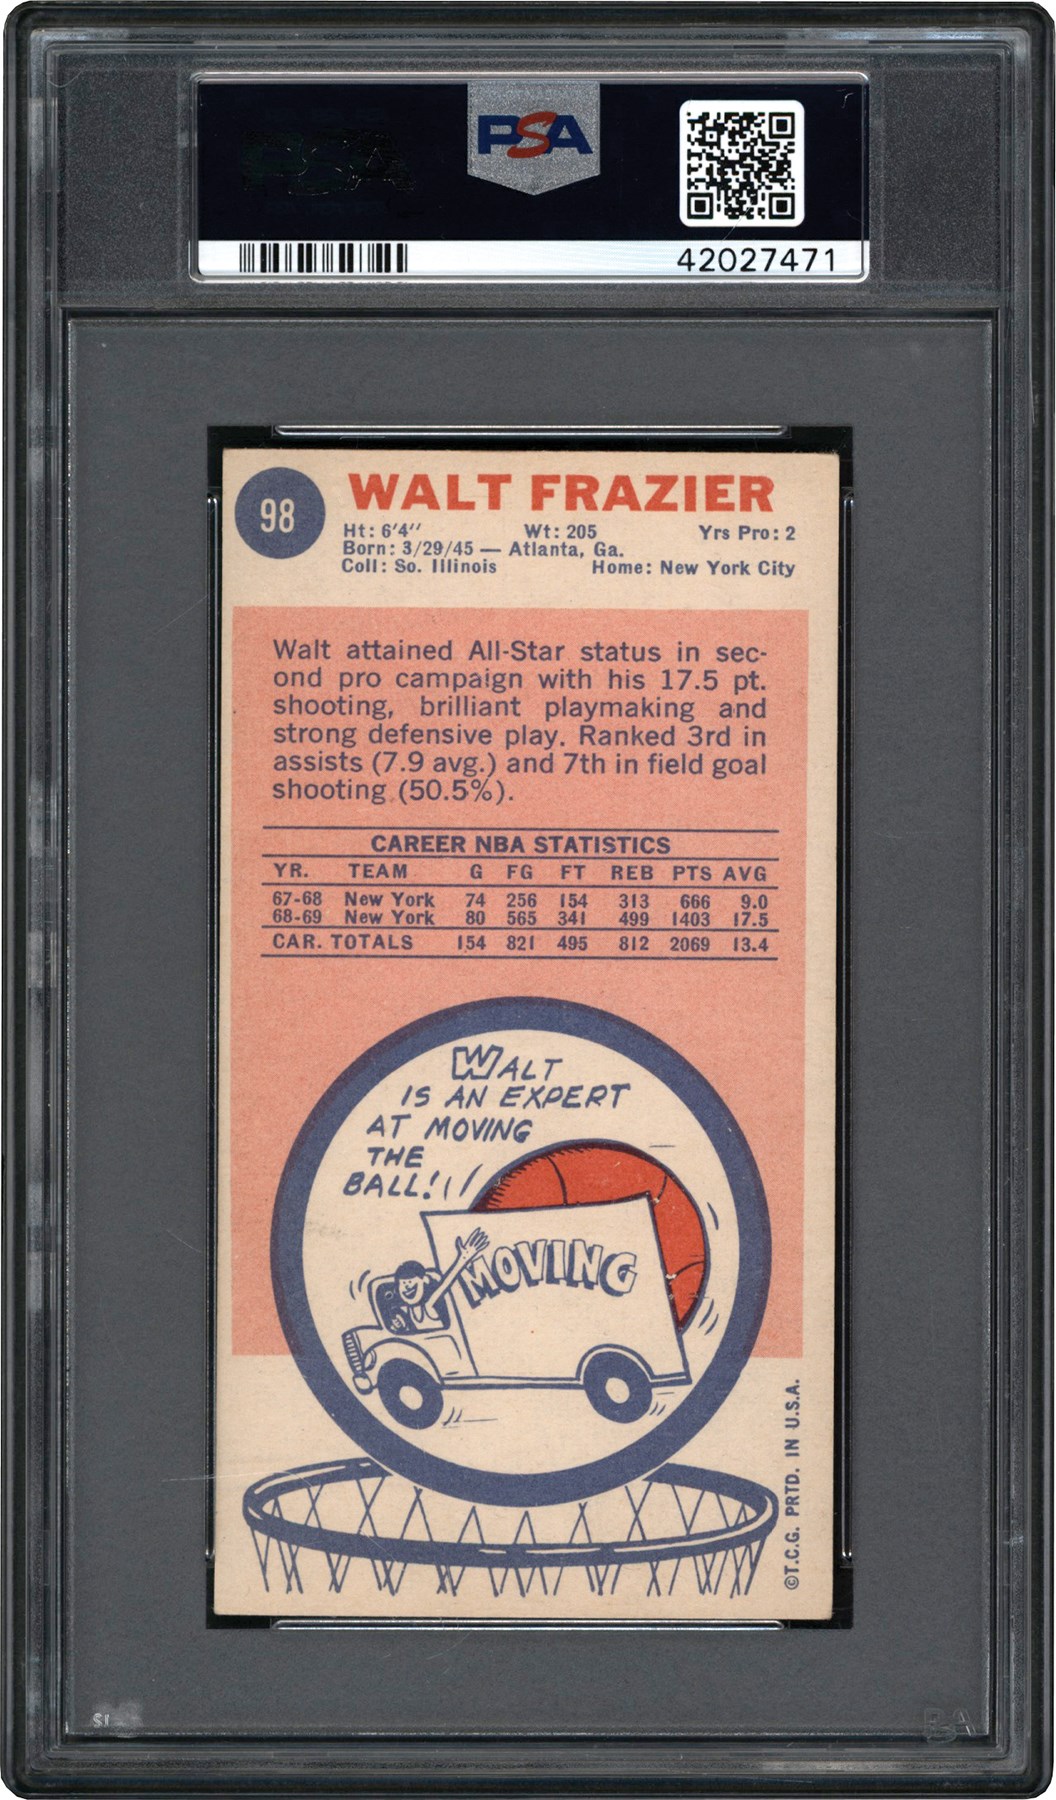 PSA
42027471
98
WALT FRAZIER
Ht: 6'4" Wt: 205 Yrs Pro: 2
Born: 3/29/45 — Atlanta, Ga.
Coll: So. Illinois Home: New York City
Walt attained All-Star status in sec-
ond pro campaign with his 17.5 pt.
shooting, brilliant playmaking and
strong defensive play. Ranked 3rd in
assists (7.9 avg.) and 7th in field goal
shooting (50.5%).
CAREER NBA STATISTICS
YR. TEAM G FG FT REB PTS AVG
67-68 New York 74 256 154 313 666 9.0
68-69 New York 80 565 341 499 1403 17.5
CAR. TOTALS 154 821 495 812 2069 13.4
WALT
IS AN EXPERT
AT MOVING
THE
BALL!
MOVING
©T.C.G. PRTD. IN U.S.A.